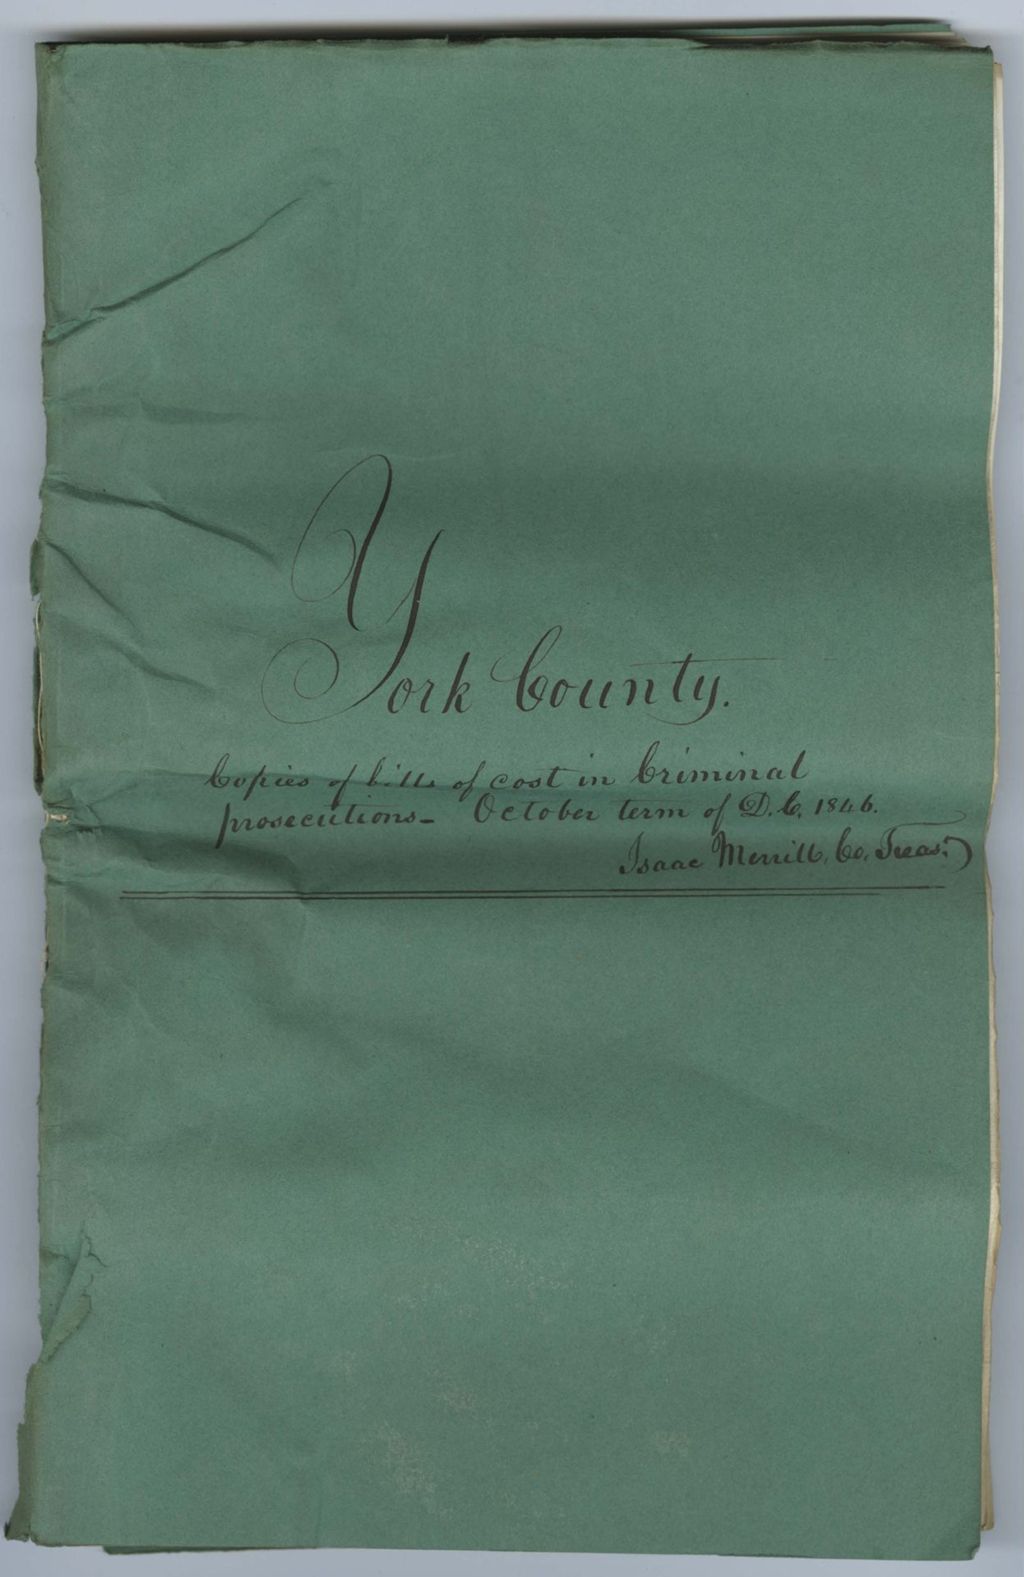 York County.
Copies of bills of cost in Criminal
prosecutions- October term of D. C. 1846.
Isaac Merrill, Co. Treas.